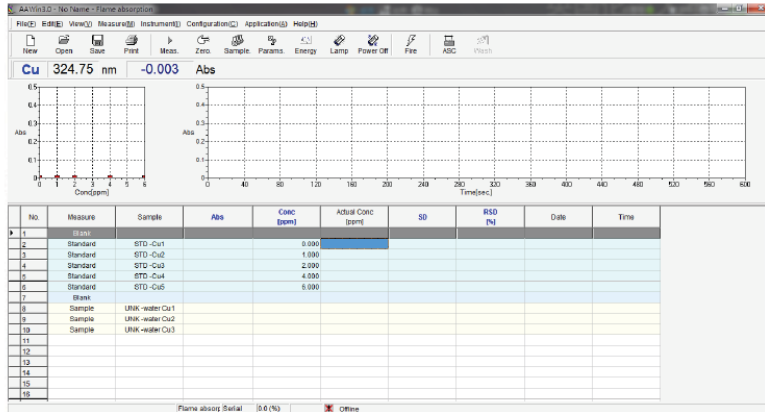 AAWin3.0 - No Name - Flame absorption
File(F) Edit(E) View(V) Measure(M) Instrument(I) Configuration(C) Application(A) Help(H)
New Open Save Print Meas. Zero. Sample. Params. Energy Lamp Power Off Fire ASC Wash
Cu 324.75 nm -0.003 Abs
0.5
0.4
0.3
Abs
0.2
0.1
0 1 2 3 4 5 6
Conc[ppm]
0.5
0.4
0.3
Abs
0.2
0.1
0 40 80 120 160 200 240 280 320 360 400 440 480 520 560 600
Time[sec.]
No. Measure Sample Abs Conc [ppm] Actual Conc [ppm] SD RSD [%] Date Time
1 Blank
2 Standard STD -Cu1 0.000
3 Standard STD -Cu2 1.000
4 Standard STD -Cu3 2.000
5 Standard STD -Cu4 4.000
6 Standard STD -Cu5
7 Blank
8 Sample UNK -water Cu1
9 Sample UNK -water Cu2
10 Sample UNK -water Cu3
11
12
13
14
15
16
Flame absorp Serial 0.0 (%) Offline